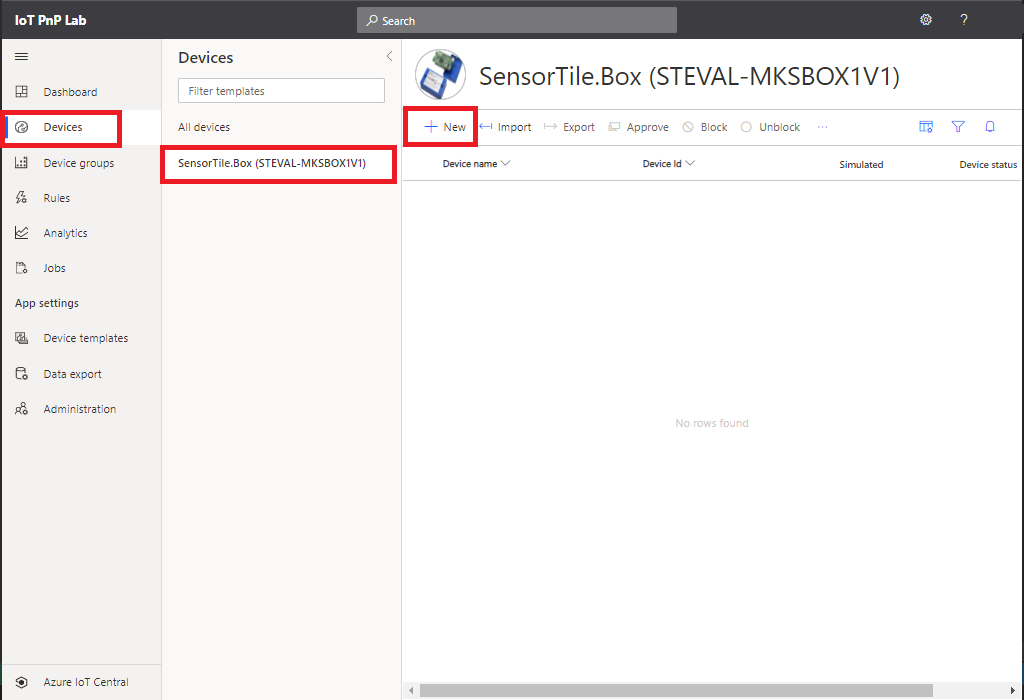 IoT PnP Lab
Search
?
Dashboard
Devices
Device groups
Rules
Analytics
Jobs
App settings
Device templates
Data export
Administration
Azure IoT Central
Devices
Filter templates
All devices
SensorTile.Box (STEVAL-MKSBOX1V1)
SensorTile.Box (STEVAL-MKSBOX1V1)
New Import Export Approve Block Unblock ...
Device name Device Id Simulated Device status
No rows found